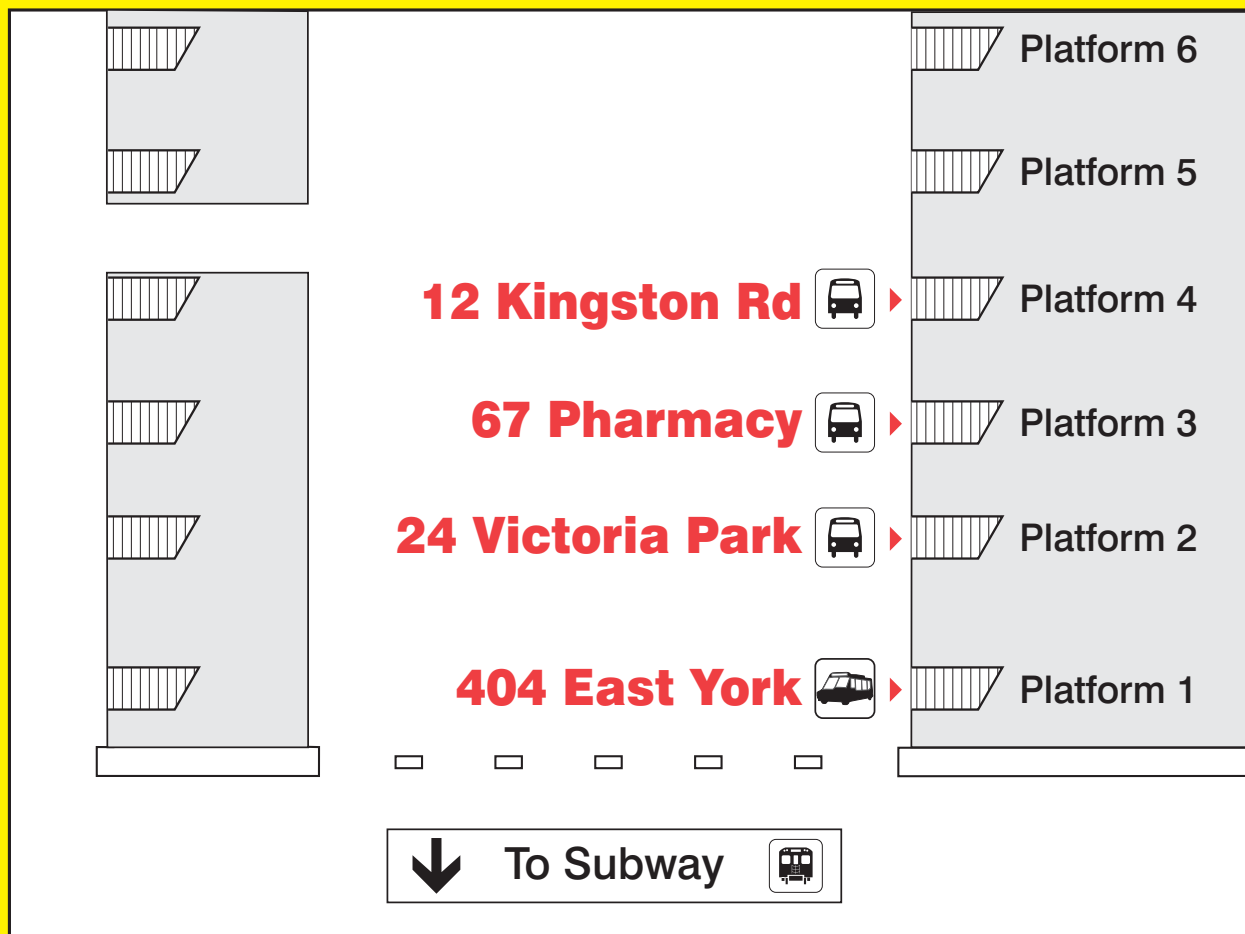 Platform 6
Platform 5
12 Kingston Rd Platform 4
67 Pharmacy Platform 3
24 Victoria Park Platform 2
404 East York Platform 1
To Subway